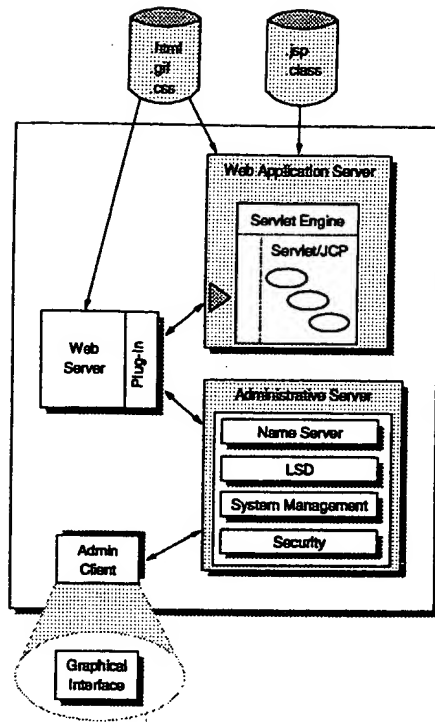 .html
.gif
.css
.jsp
.class
Web Application Server
Servlet Engine
Servlet/JCP
Web
Server
Plug-In
Administrative Server
Name Server
LSD
System Management
Security
Admin
Client
Graphical
Interface